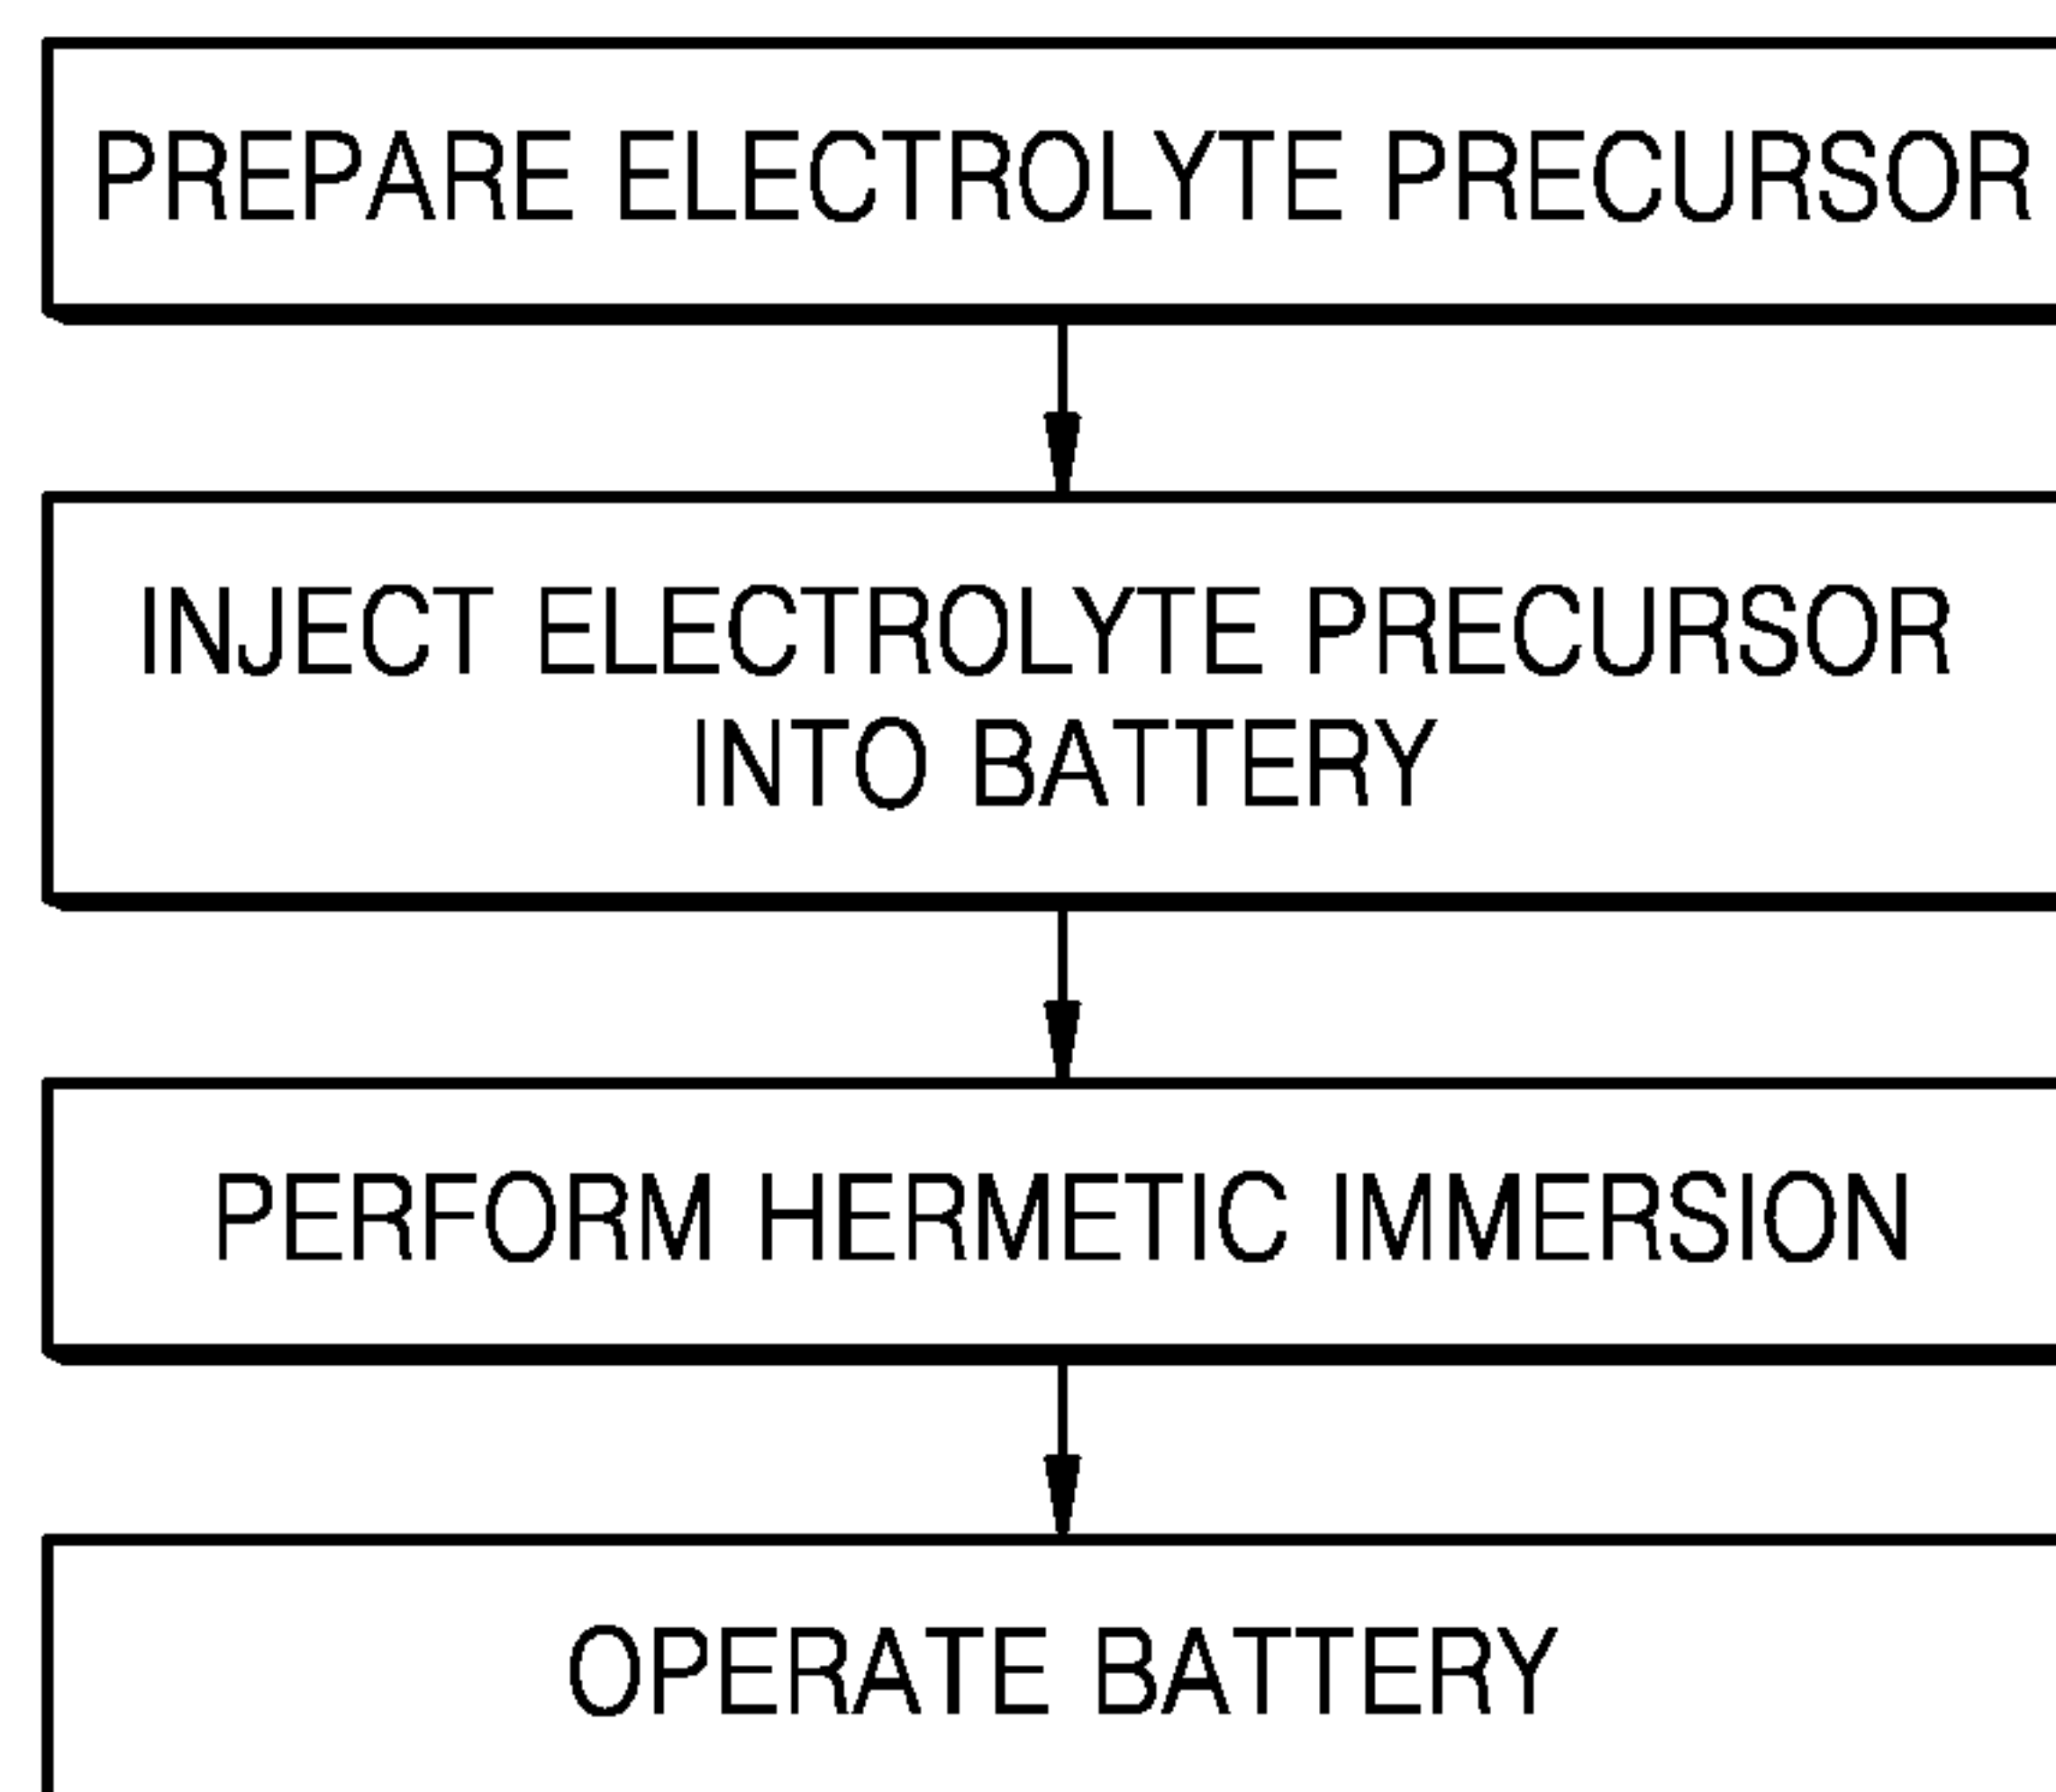 PREPARE ELECTROLYTE PRECURSOR
INJECT ELECTROLYTE PRECURSOR
INTO BATTERY
PERFORM HERMETIC IMMERSION
OPERATE BATTERY